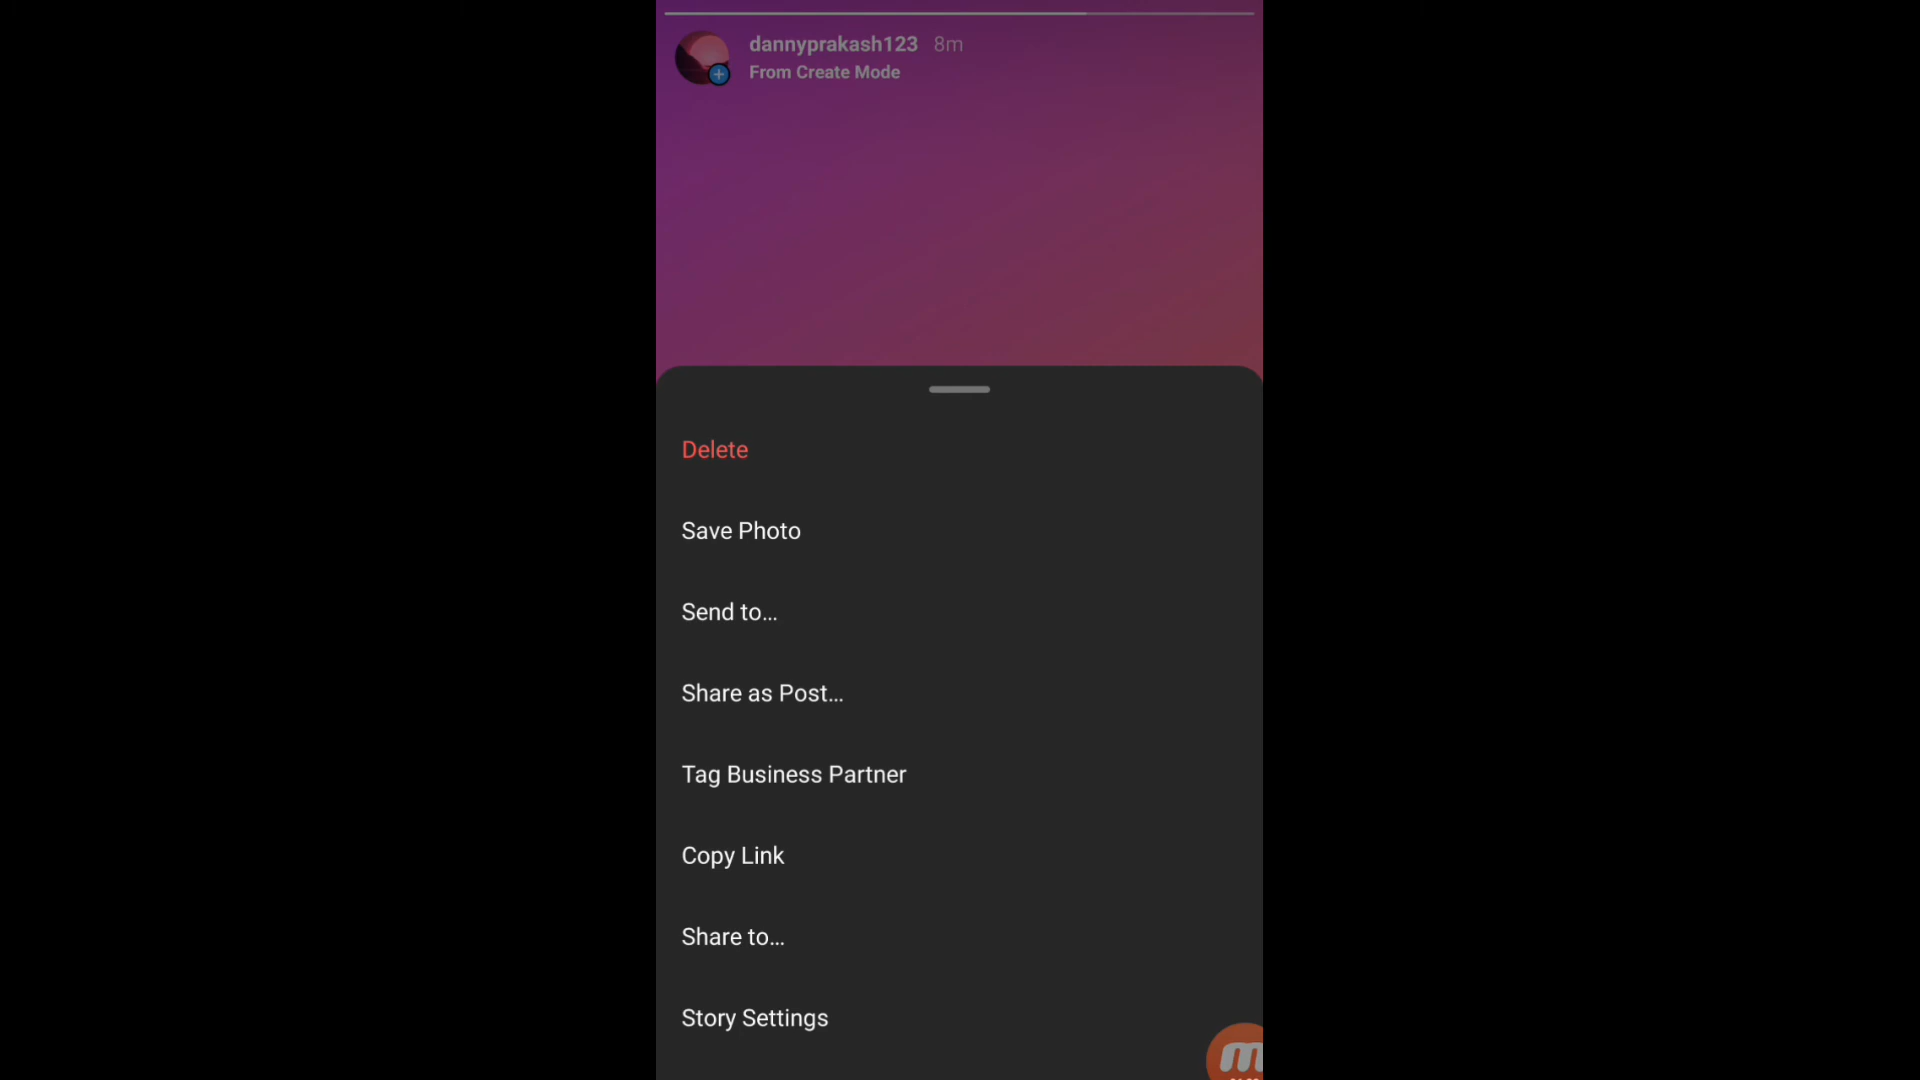 dannyprakash123 8m
From Create Mode
Delete
Save Photo
Send to...
Share as Post...
Tag Business Partner
Copy Link
Share to...
Story Settings